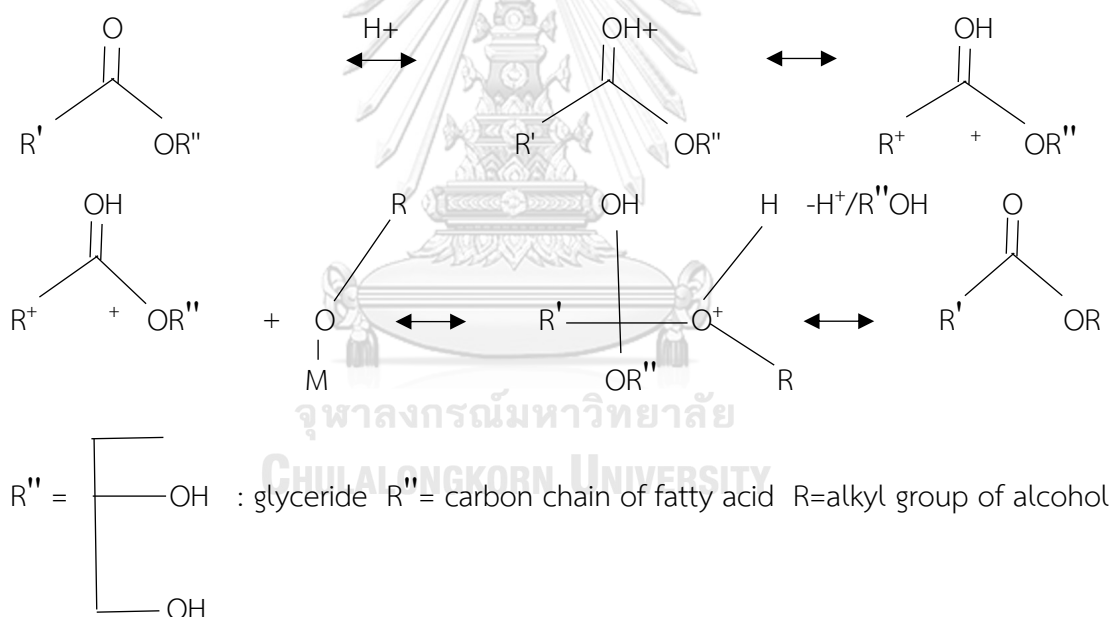 O H+ OH+ OH
R' OR" R' OR" R+ + OR"
OH R OH H -H+/R"OH O
R+ + OR" + O R' O+ R' OR
M OR" R
จุฬาลงกรณ์มหาวิทยาลัย
CHULALONGKORN UNIVERSITY
R" = OH : glyceride R"= carbon chain of fatty acid R=alkyl group of alcohol
OH